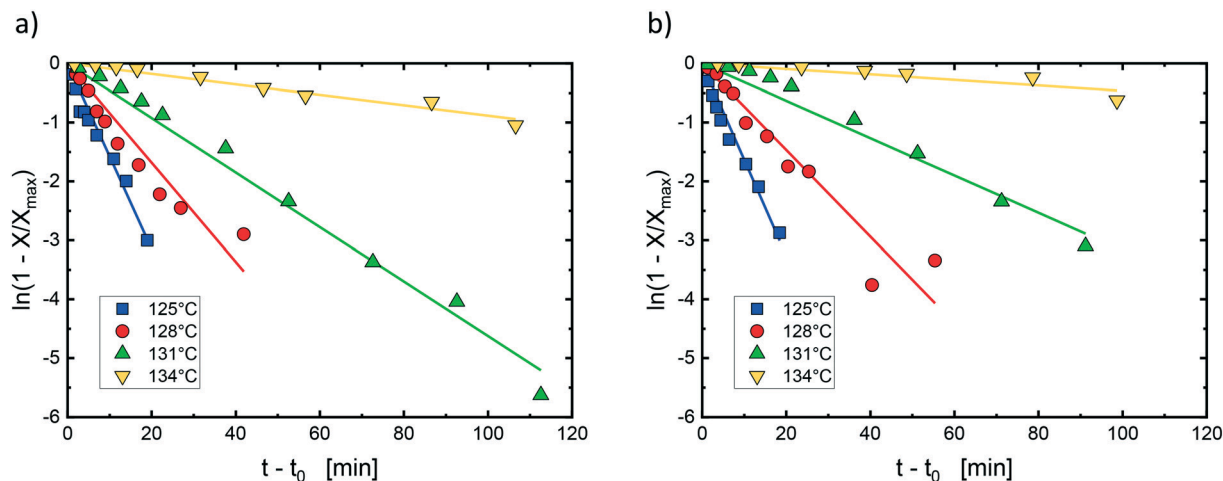 a)
ln(1 - X/Xmax)
0
-1
-2
-3
-4
-5
-6
125°C
128°C
131°C
134°C
0 20 40 60 80 100 120
t - t0 [min]
b)
ln(1 - X/Xmax)
0
-1
-2
-3
-4
-5
-6
125°C
128°C
131°C
134°C
0 20 40 60 80 100 120
t - t0 [min]